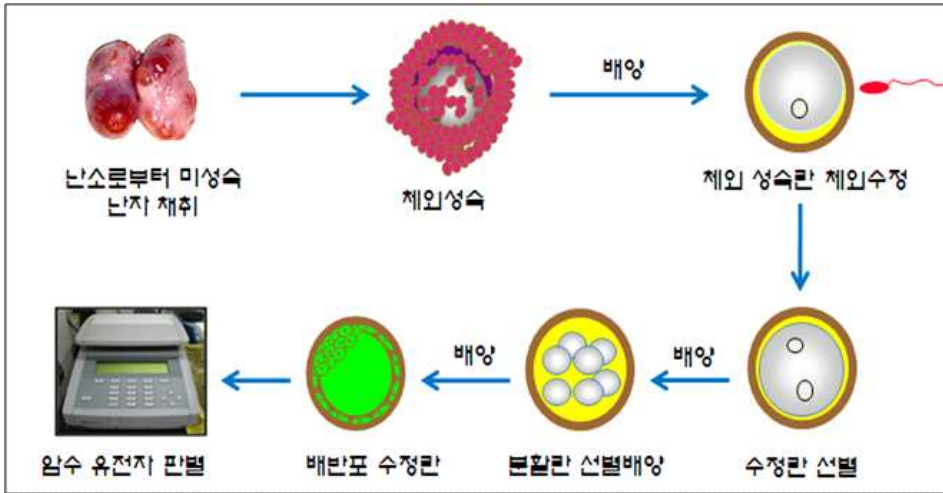 난소로부터 미성숙
난자 채취
체외성숙
배양
체외 성숙란 체외수정
배양
수정란 선별
배양
분할란 선별배양
배반포 수정란
암수 유전자 판별